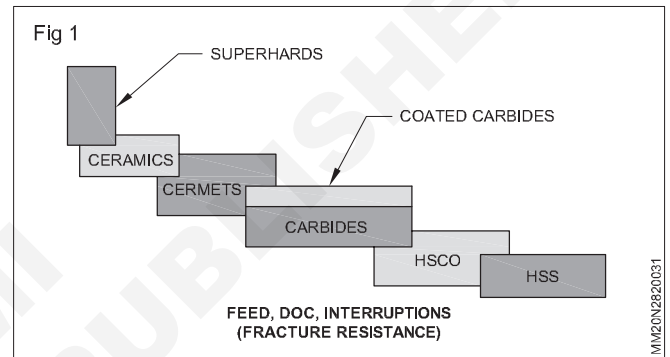 Fig 1
SUPERHARDS
COATED CARBIDES
CERAMICS
CERMETS
CARBIDES
HSCO
HSS
FEED, DOC, INTERRUPTIONS
(FRACTURE RESISTANCE)
MM20N2820031